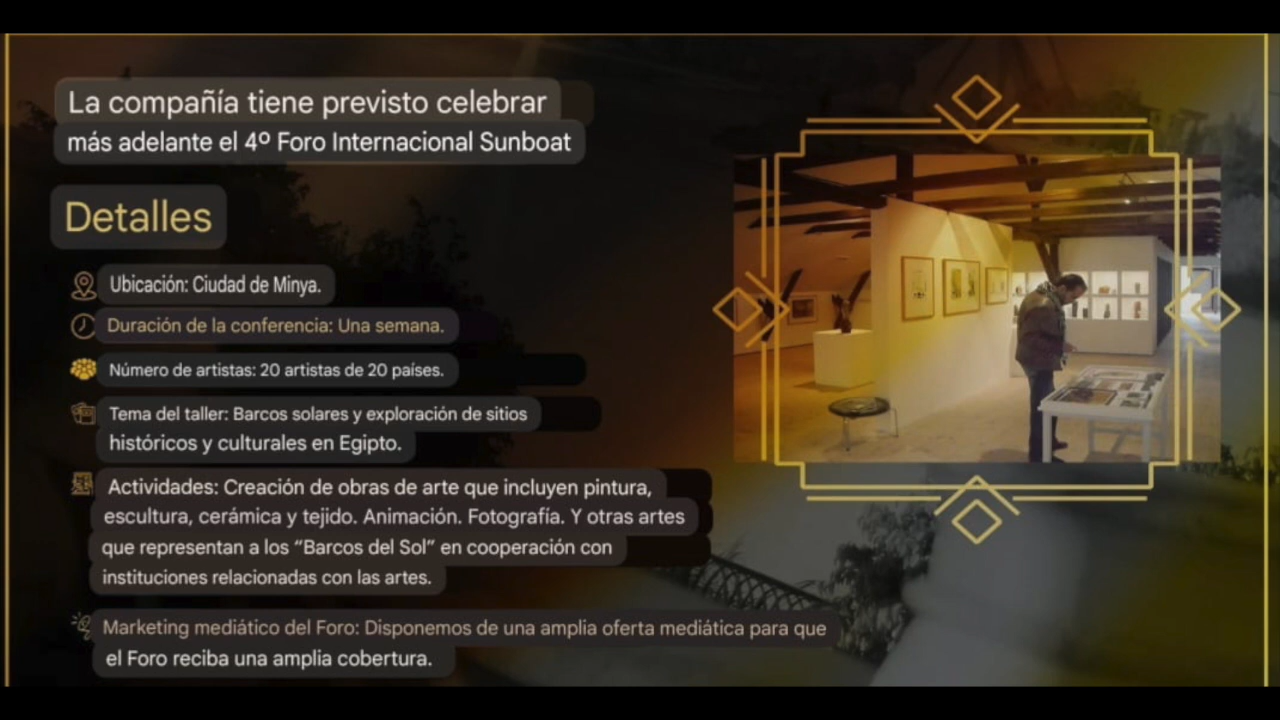 La compañía tiene previsto celebrar
más adelante el 4º Foro Internacional Sunboat
Detalles
Ubicación: Ciudad de Minya.
Duración de la conferencia: Una semana.
Número de artistas: 20 artistas de 20 países.
Tema del taller: Barcos solares y exploración de sitios
históricos y culturales en Egipto.
Actividades: Creación de obras de arte que incluyen pintura,
escultura, cerámica y tejido. Animación. Fotografía. Y otras artes
que representan a los “Barcos del Sol” en cooperación con
instituciones relacionadas con las artes.
Marketing mediático del Foro: Disponemos de una amplia oferta mediática para que
el Foro reciba una amplia cobertura.